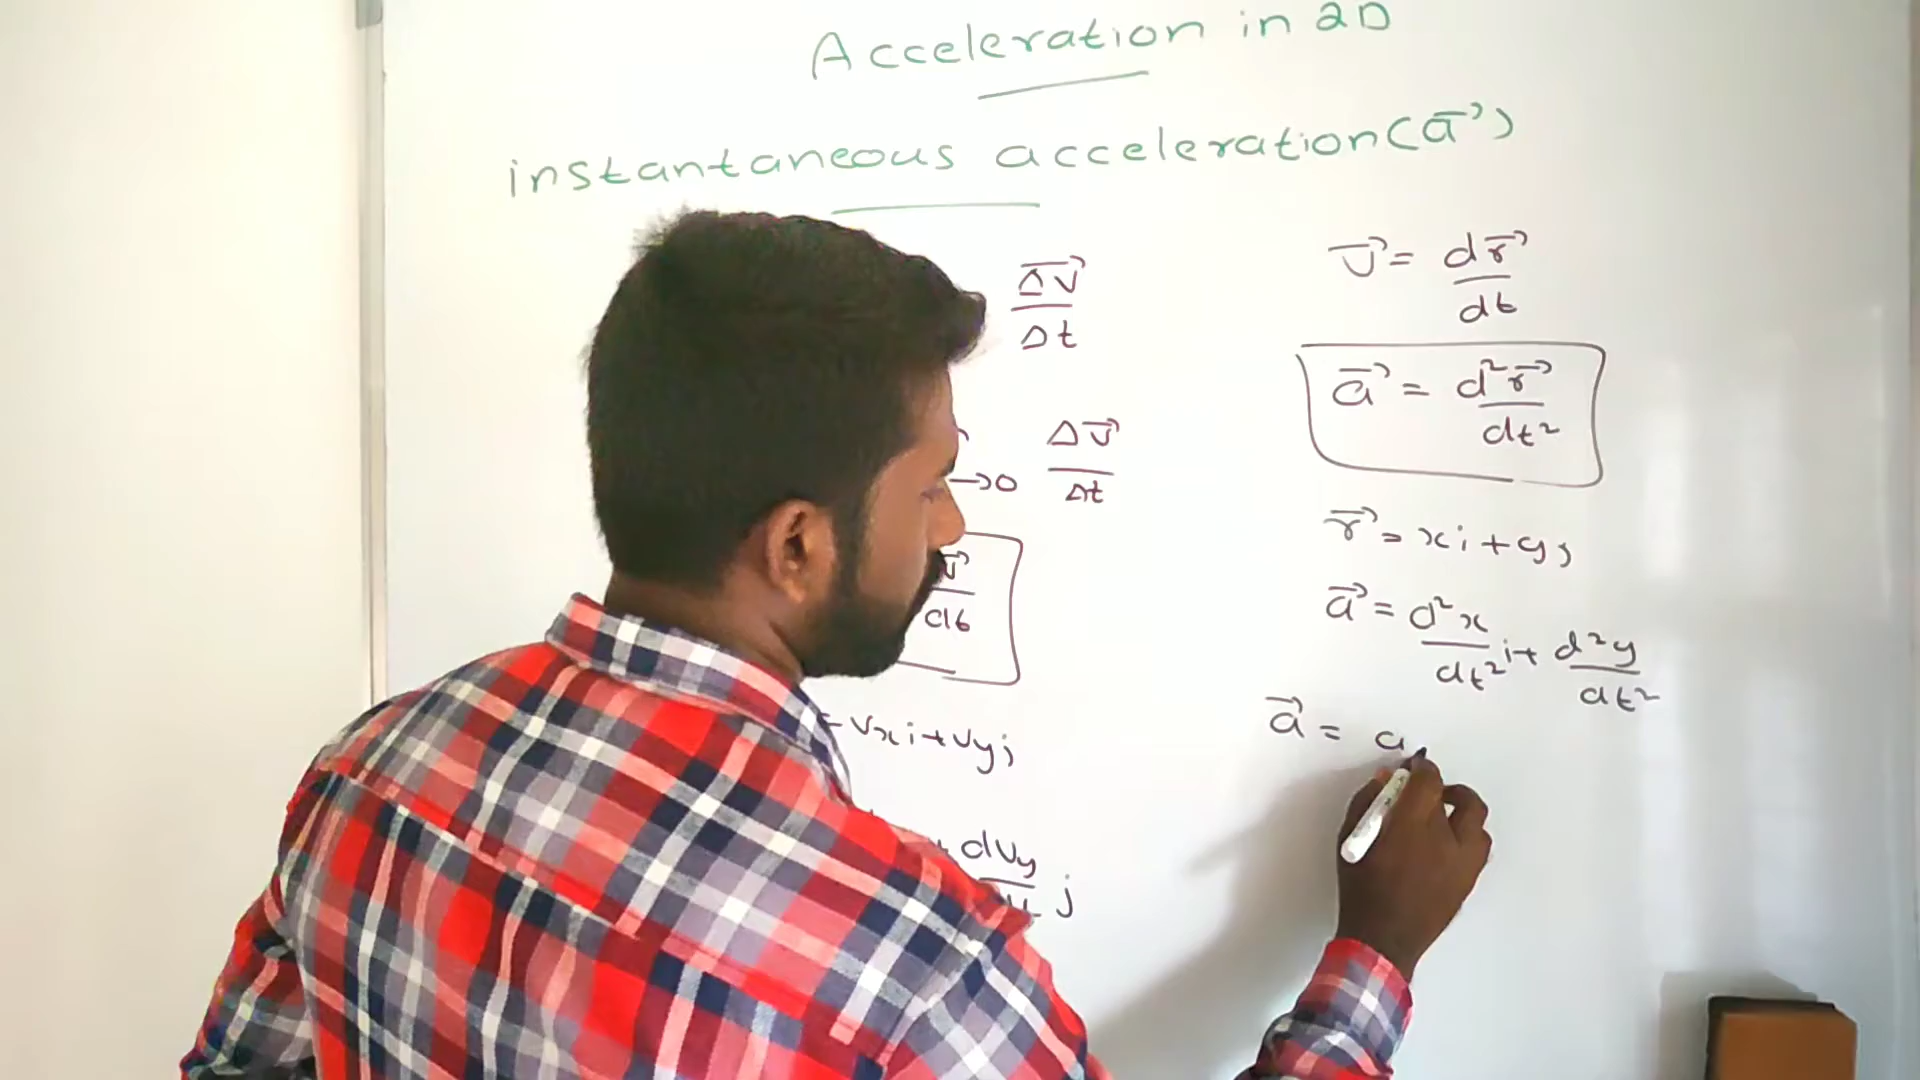 Acceleration in 2D
instantaneous acceleration (a⃗)
Δv⃗/Δt
→0 Δv⃗/Δt
v⃗/dt
= vxi + vyj
+ dvy/dt j
v⃗ = dr⃗/dt
a⃗ = d²r⃗/dt²
r⃗ = xi + yj
a⃗ = d²x/dt² i + d²y/dt²
a⃗ = a